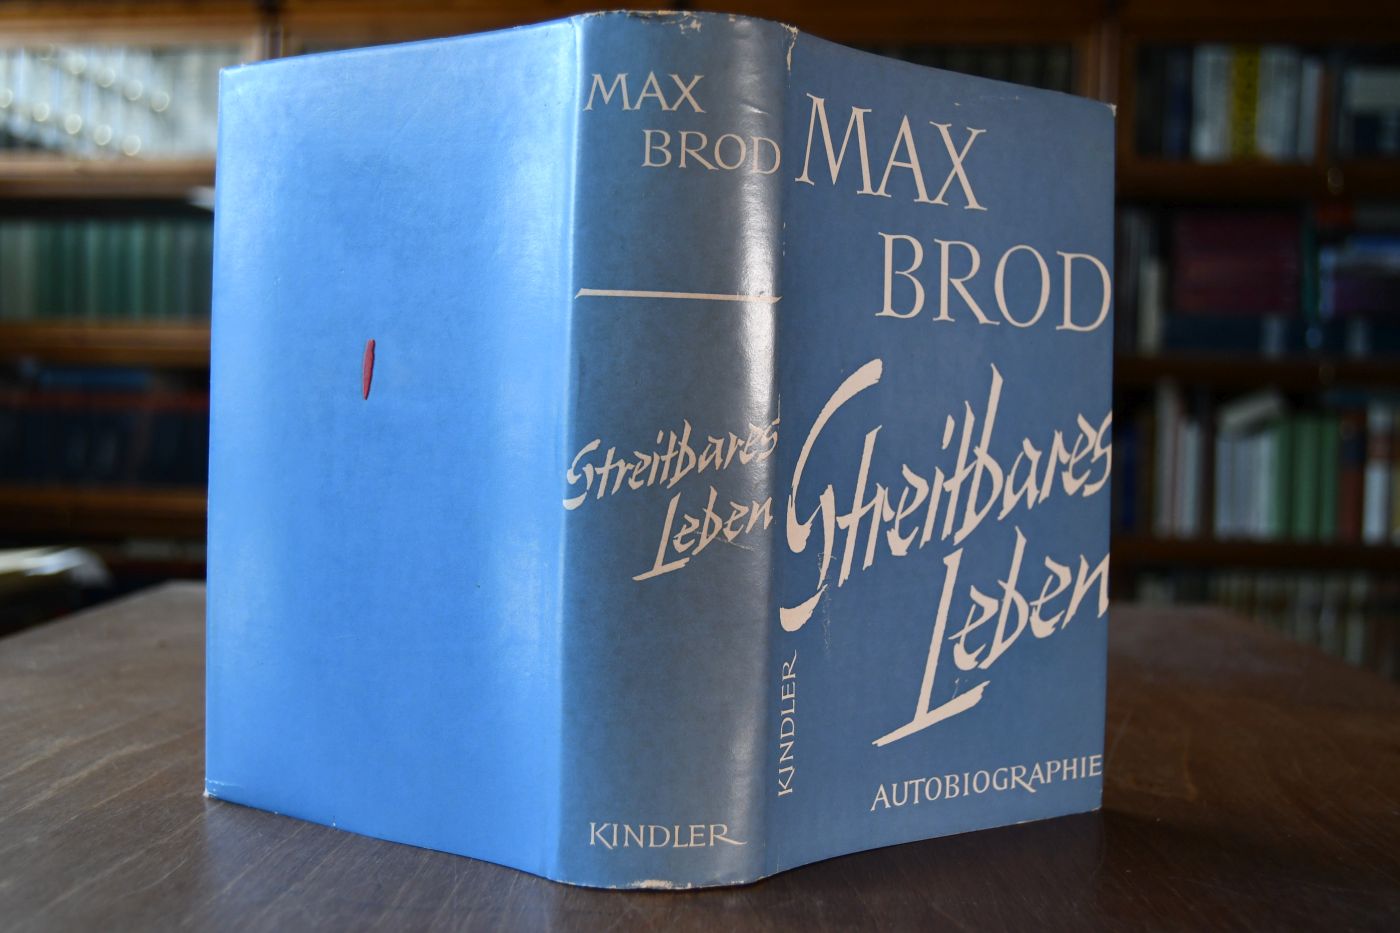 MAX
BROD
Streitbares
Leben
KINDLER
MAX
BROD
Streitbares
Leben
KINDLER
AUTOBIOGRAPHIE